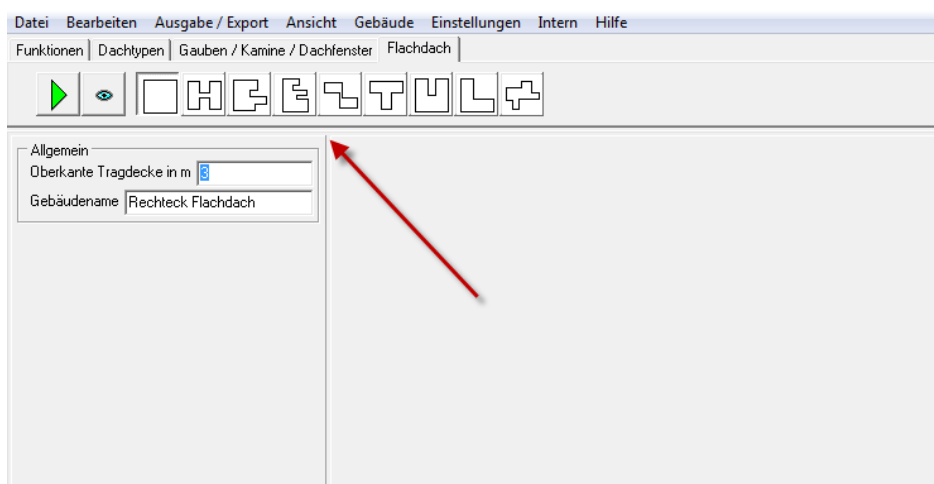 Datei Bearbeiten Ausgabe / Export Ansicht Gebäude Einstellungen Intern Hilfe
Funktionen Dachtypen Gauben / Kamine / Dachfenster Flachdach
Allgemein
Oberkante Tragdecke in m 3
Gebäudename Rechteck Flachdach